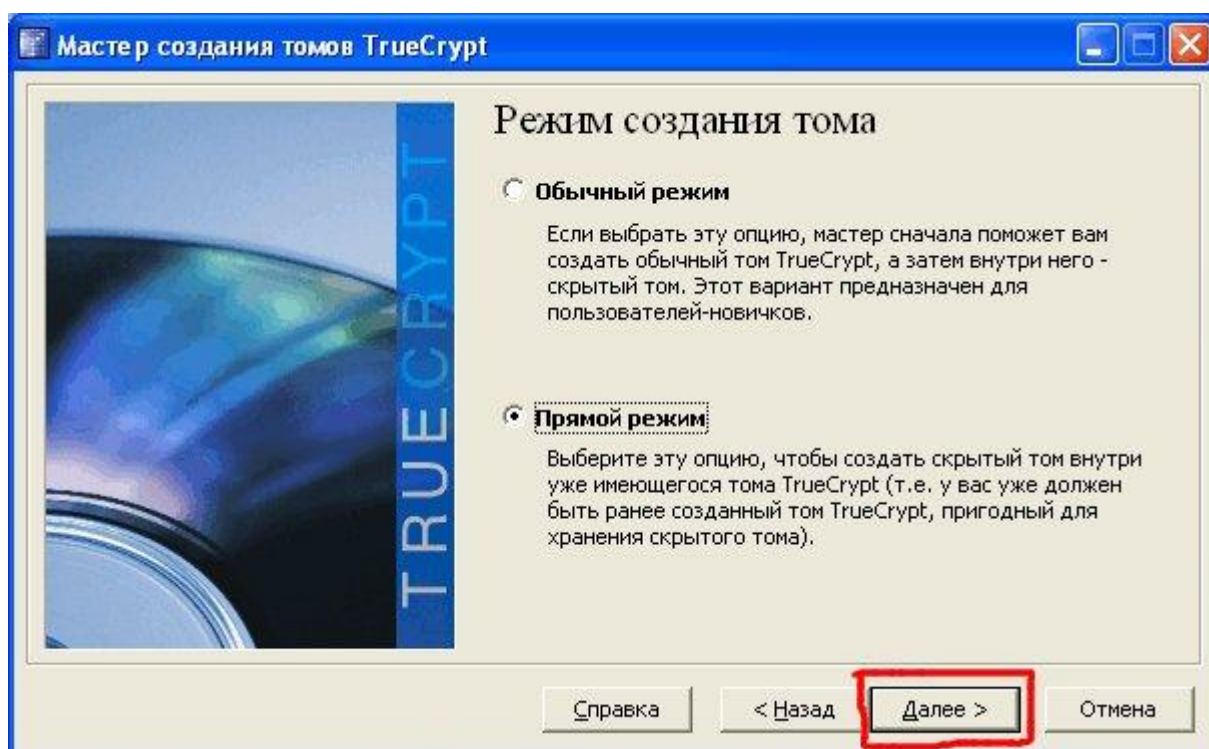 Мастер создания томов TrueCrypt
TRUECRYPT
Режим создания тома
Обычный режим
Если выбрать эту опцию, мастер сначала поможет вам
создать обычный том TrueCrypt, а затем внутри него -
скрытый том. Этот вариант предназначен для
пользователей-новичков.
Прямой режим
Выберите эту опцию, чтобы создать скрытый том внутри
уже имеющегося тома TrueCrypt (т.е. у вас уже должен
быть ранее созданный том TrueCrypt, пригодный для
хранения скрытого тома).
Справка
< Назад
Далее >
Отмена